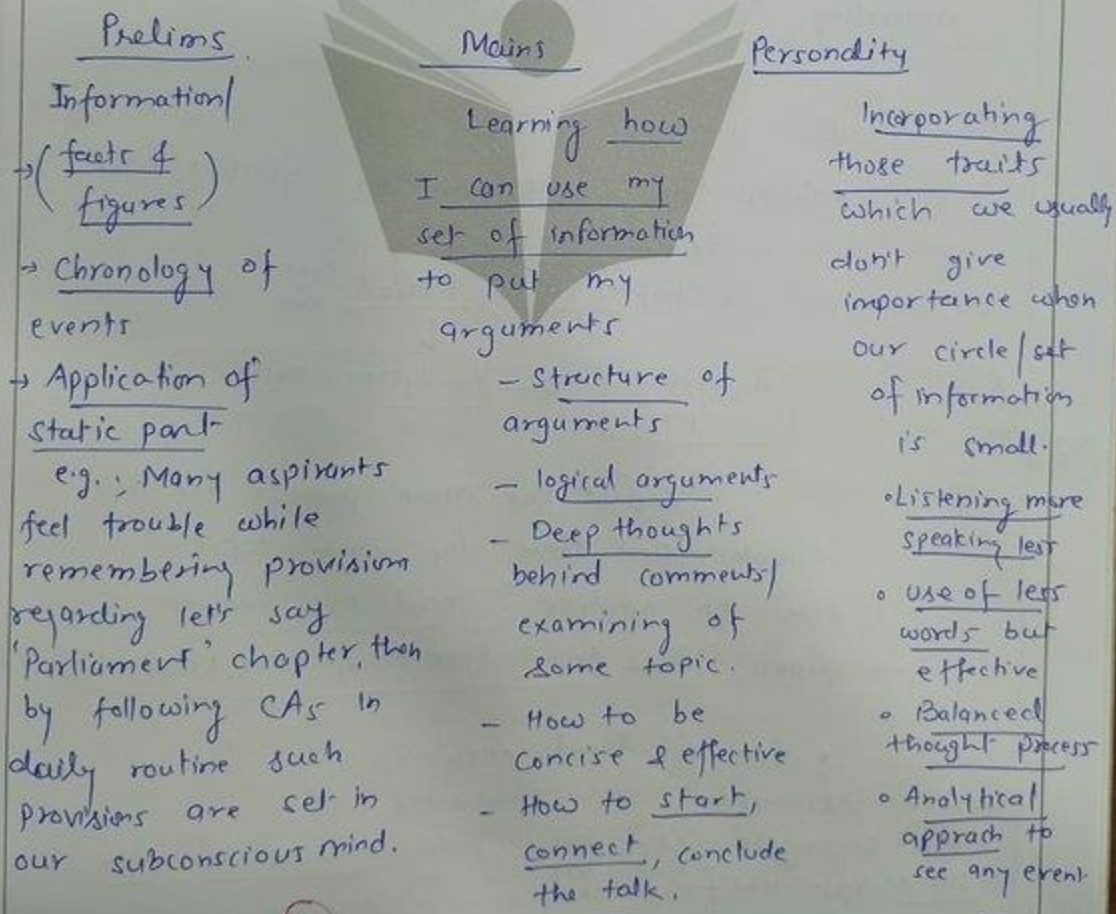 Prelims
Information/
→ (facts &
figures)
→ Chronology of
events
→ Application of
static part
e.g.; Many aspirants
feel trouble while
remembering provision
regarding let's say
'Parliament' chapter, then
by following CAs in
daily routine such
provisions are set in
our subconscious mind.
Mains
Learning how
I can use my
set of information
to put my
arguments
- Structure of
arguments
- logical arguments
- Deep thoughts
behind comments/
examining of
some topic.
- How to be
concise & effective
- How to start,
connect, conclude
the talk.
Persondity
Incorporating
those traits
which we usually
don't give
importance when
our circle/set
of information
is small.
• Listening more
speaking less
• use of less
words but
effective
• Balanced
thought process
• Analytical
apprach to
see any event.